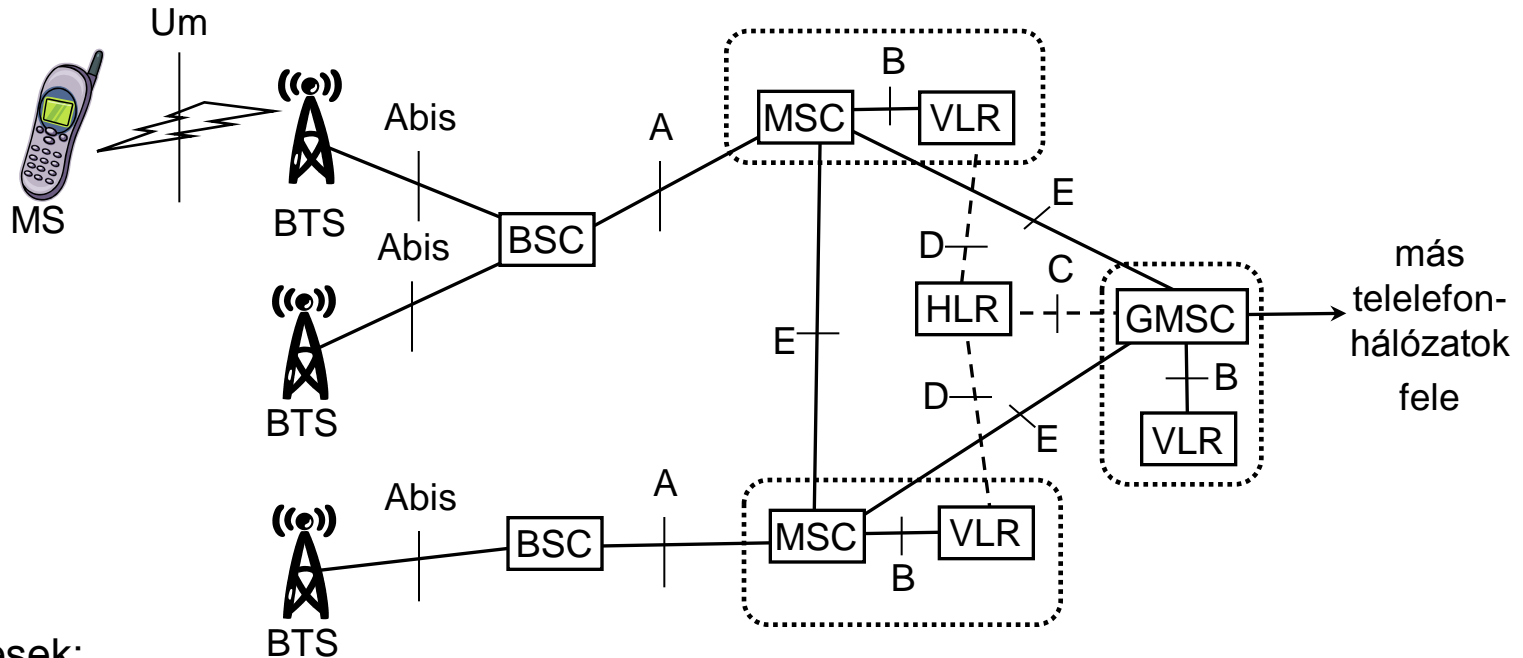 Um
B
Abis
A
MSC
VLR
MS
BTS
E
Abis
BSC
D
C
más
telelefon-
hálózatok
fele
HLR
GMSC
E
B
BTS
D
E
VLR
Abis
A
BSC
MSC
VLR
B
BTS